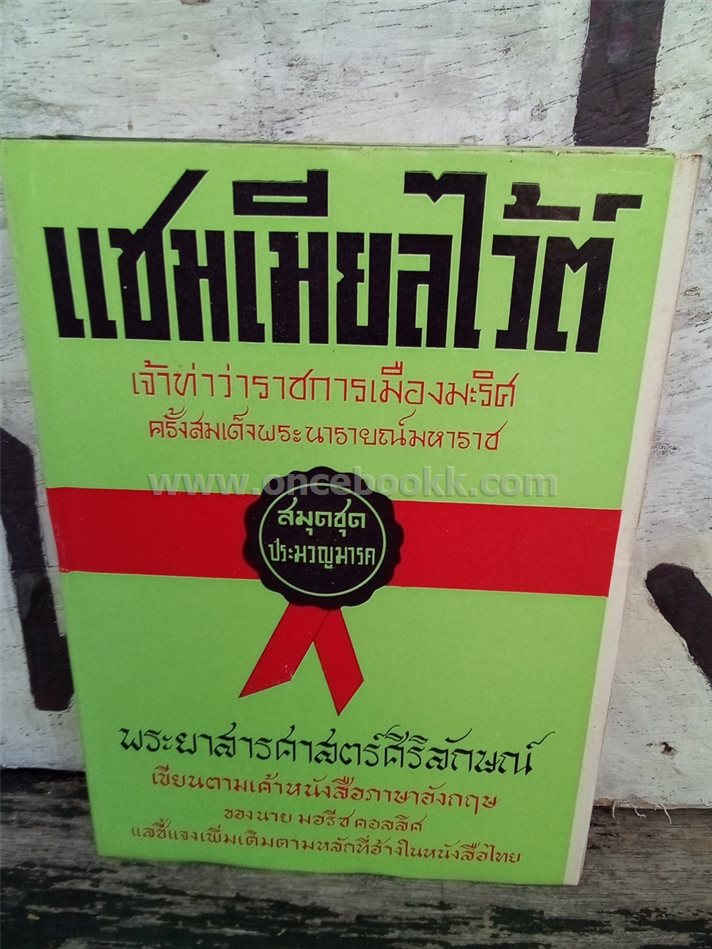 แซมเมียลไว้ต์
เจ้าท่าว่าราชการเมืองมะริศ
ครั้งสมเด็จพระนารายณ์มหาราช
www.oncebookk.com
สมุดชุด
ประมวญมารค
พระยาสารศาสตร์ศิริลักษณ์
เขียนตามเค้าหนังสือภาษาอังกฤษ
ของนาย มอรีซ คอลลิศ
แลชี้แจงเพิ่มเติมตามหลักที่อ้างในหนังสือไทย